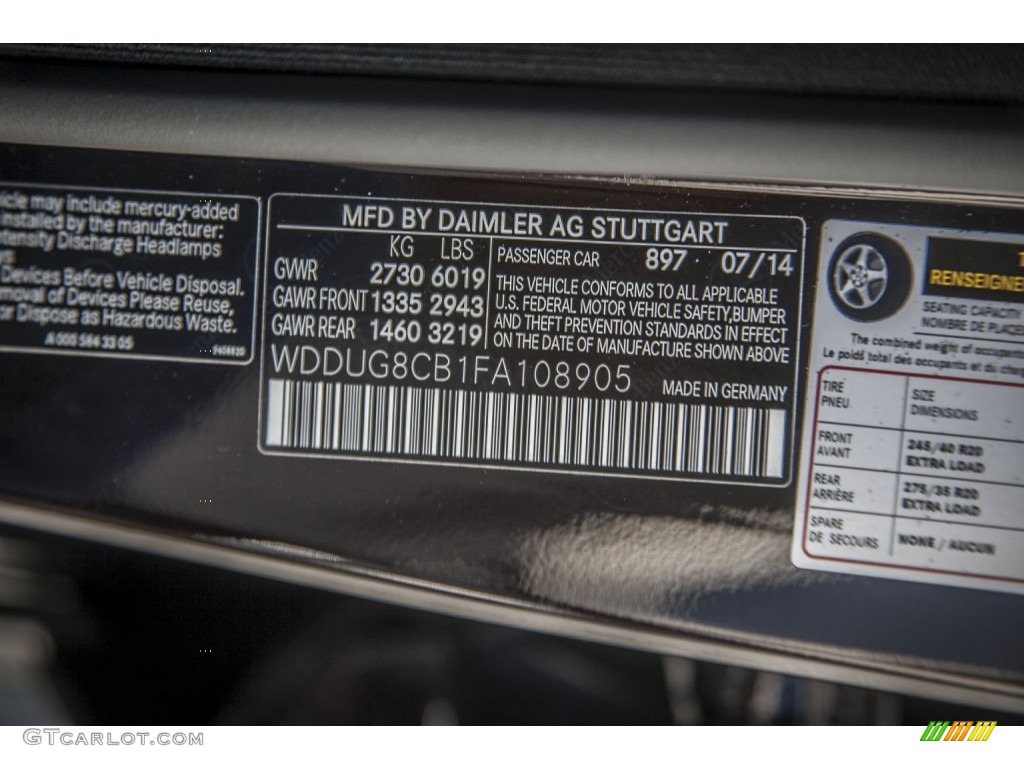 icle may include mercury-added
installed by the manufacturer:
ntensity Discharge Headlamps
Devices Before Vehicle Disposal.
moval of Devices Please Reuse,
or Dispose as Hazardous Waste.
A 000 584 33 05
MFD BY DAIMLER AG STUTTGART
KG LBS
GWR 2730 6019
GAWR FRONT 1335 2943
GAWR REAR 1460 3219
PASSENGER CAR 897 07/14
THIS VEHICLE CONFORMS TO ALL APPLICABLE
U.S. FEDERAL MOTOR VEHICLE SAFETY,BUMPER
AND THEFT PREVENTION STANDARDS IN EFFECT
ON THE DATE OF MANUFACTURE SHOWN ABOVE
WDDUG8CB1FA108905
MADE IN GERMANY
RENSEIGNE
SEATING CAPACITY
NOMBRE DE PLACES
The combined weight of occupants
Le poids total des occupants et du charg
TIRE
PNEU
SIZE
DIMENSIONS
FRONT
AVANT
245/40 R20
EXTRA LOAD
REAR
ARRIÈRE
275/35 R20
EXTRA LOAD
SPARE
DE SECOURS
NONE / AUCUN
GTcarlot.com